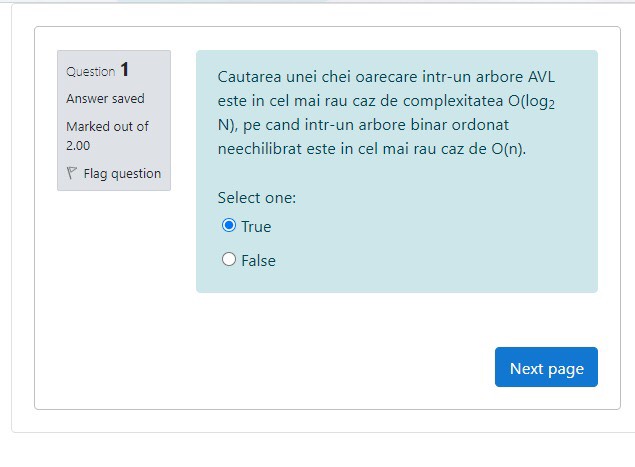 Question 1
Answer saved
Marked out of
2.00
Flag question
Cautarea unei chei oarecare intr-un arbore AVL
este in cel mai rau caz de complexitatea O(log₂
N), pe cand intr-un arbore binar ordonat
neechilibrat este in cel mai rau caz de O(n).
Select one:
True
False
Next page